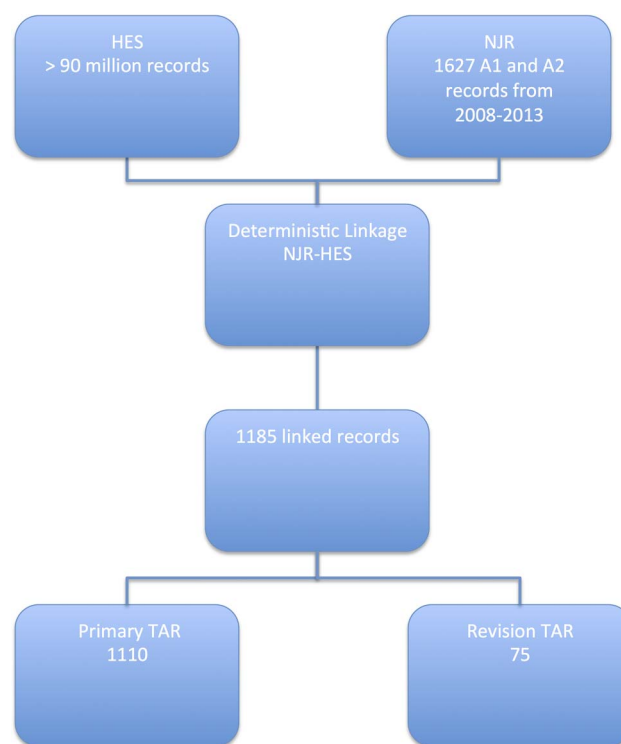 HES
> 90 million records
NJR
1627 A1 and A2
records from
2008-2013
Deterministic Linkage
NJR-HES
1185 linked records
Primary TAR
1110
Revision TAR
75